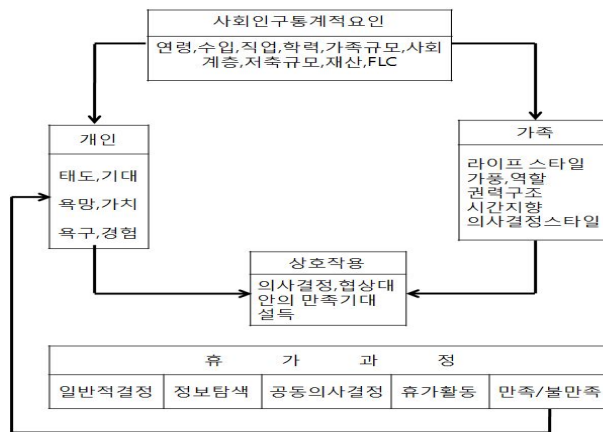 사회인구통계적요인
연령,수입,직업,학력,가족규모,사회
계층,저축규모,재산,FLC
개인
태도,기대
욕망,가치
욕구,경험
가족
라이프 스타일
가풍,역할
권력구조
시간지향
의사결정스타일
상호작용
의사결정,협상대
안의 만족기대
설득
휴 가 과 정
일반적결정 정보탐색 공동의사결정 휴가활동 만족/불만족